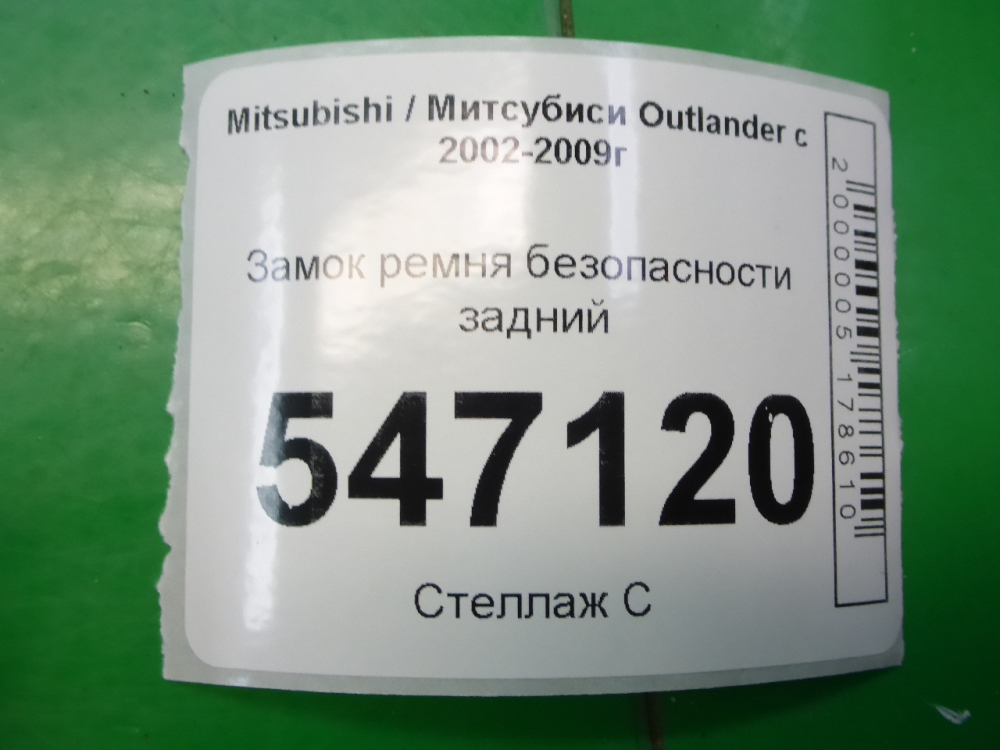 Mitsubishi / Митсубиси Outlander с
2002-2009г
Замок ремня безопасности
задний
547120
Стеллаж С
2000005178610